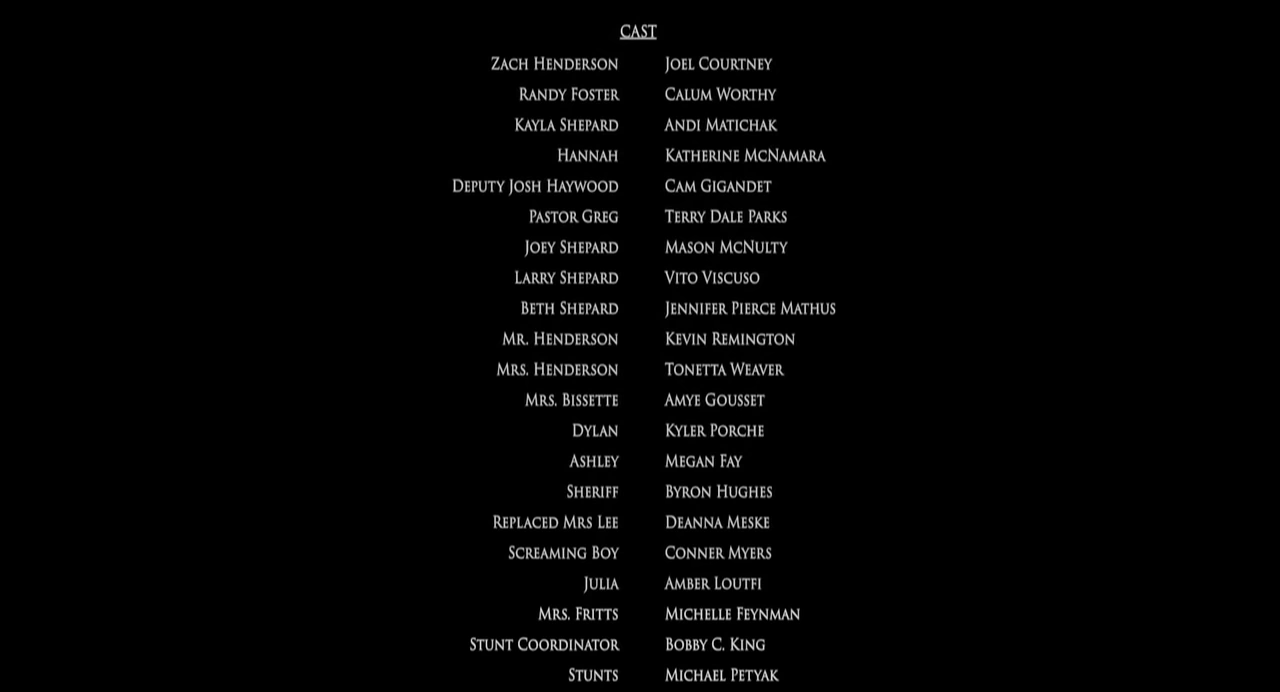 CAST
ZACH HENDERSON JOEL COURTNEY
RANDY FOSTER CALUM WORTHY
KAYLA SHEPARD ANDI MATICHAK
HANNAH KATHERINE MCNAMARA
DEPUTY JOSH HAYWOOD CAM GIGANDET
PASTOR GREG TERRY DALE PARKS
JOEY SHEPARD MASON MCNULTY
LARRY SHEPARD VITO VISCUSO
BETH SHEPARD JENNIFER PIERCE MATHUS
MR. HENDERSON KEVIN REMINGTON
MRS. HENDERSON TONETTA WEAVER
MRS. BISSETTE AMYE GOUSSET
DYLAN KYLER PORCHE
ASHLEY MEGAN FAY
SHERIFF BYRON HUGHES
REPLACED MRS LEE DEANNA MESKE
SCREAMING BOY CONNER MYERS
JULIA AMBER LOUTFI
MRS. FRITTS MICHELLE FEYNMAN
STUNT COORDINATOR BOBBY C. KING
STUNTS MICHAEL PETYAK